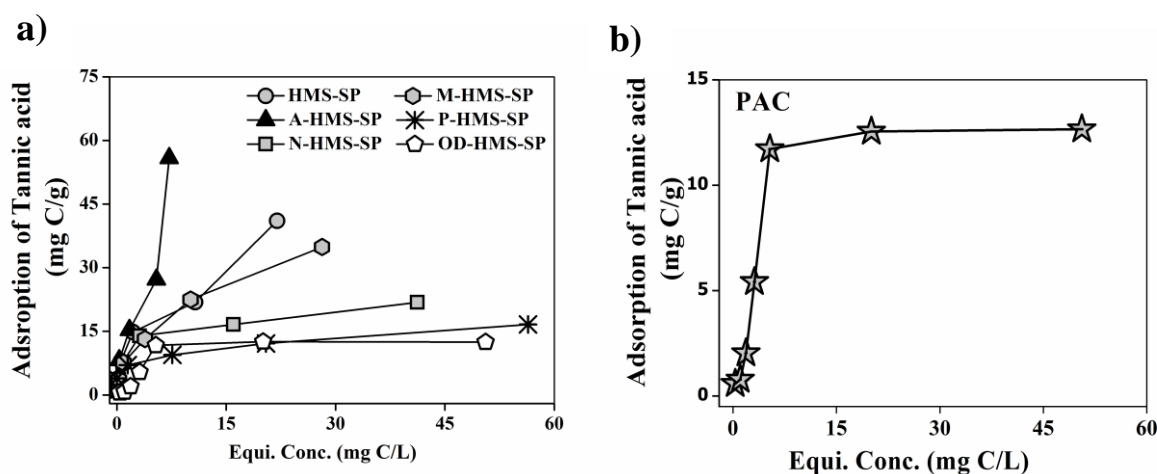 a)
75
60
45
30
15
0
HMS-SP
M-HMS-SP
A-HMS-SP
P-HMS-SP
N-HMS-SP
OD-HMS-SP
Adsroption of Tannic acid
(mg C/g)
0 15 30 45 60
Equi. Conc. (mg C/L)
b)
15
10
5
0
PAC
Adsorption of Tannic acid
(mg C/g)
0 15 30 45 60
Equi. Conc. (mg C/L)